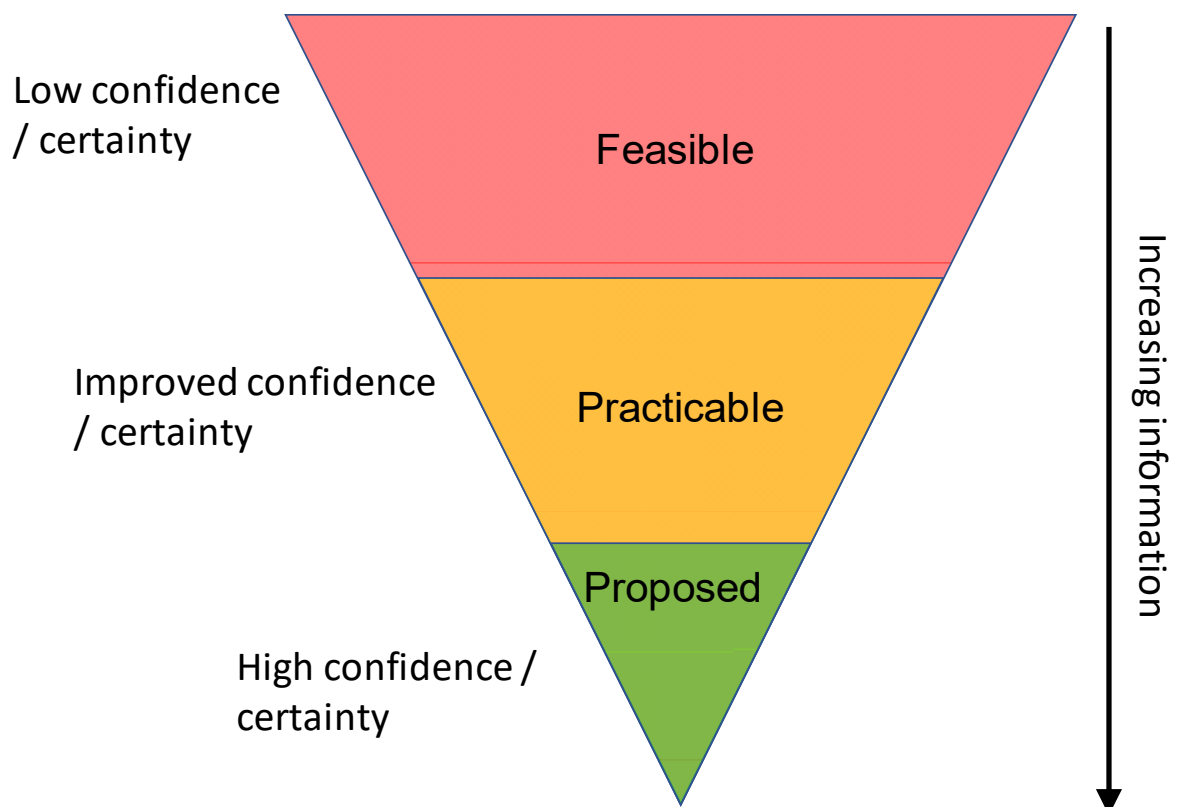 Low confidence
/ certainty
Feasible
Increasing information
Improved confidence
/ certainty
Practicable
Proposed
High confidence /
certainty